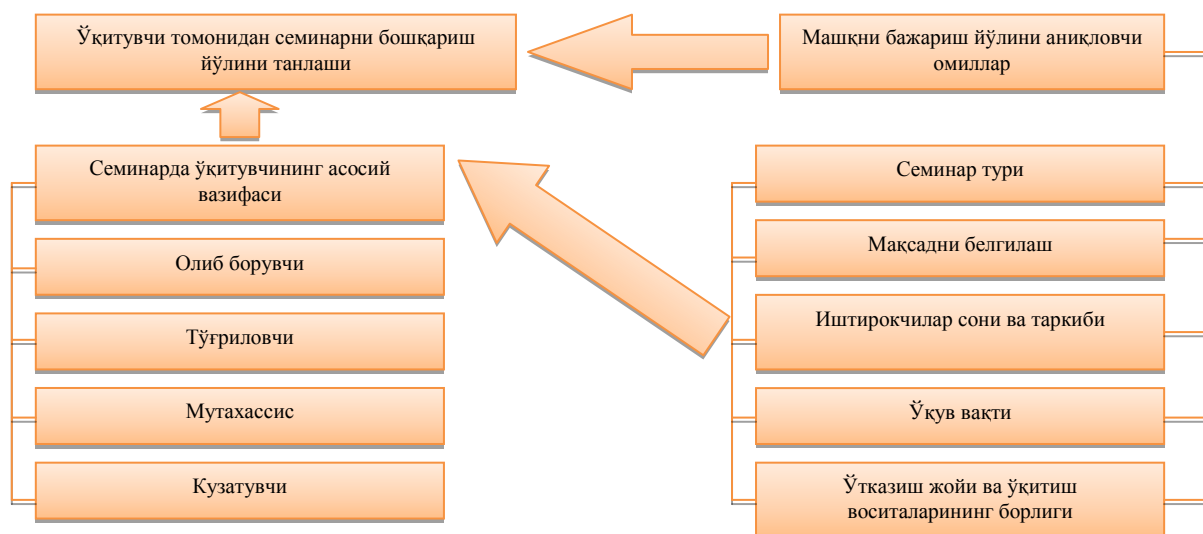 Ўқитувчи томонидан семинарни бошқариш
йўлини танлаши
Машқни бажариш йўлини аниқловчи
омиллар
Семинарда ўқитувчининг асосий
вазифаси
Олиб борувчи
Тўғриловчи
Мутахассис
Кузатувчи
Семинар тури
Мақсадни белгилаш
Иштирокчилар сони ва таркиби
Ўқув вақти
Ўтказиш жойи ва ўқитиш
воситаларининг борлиги